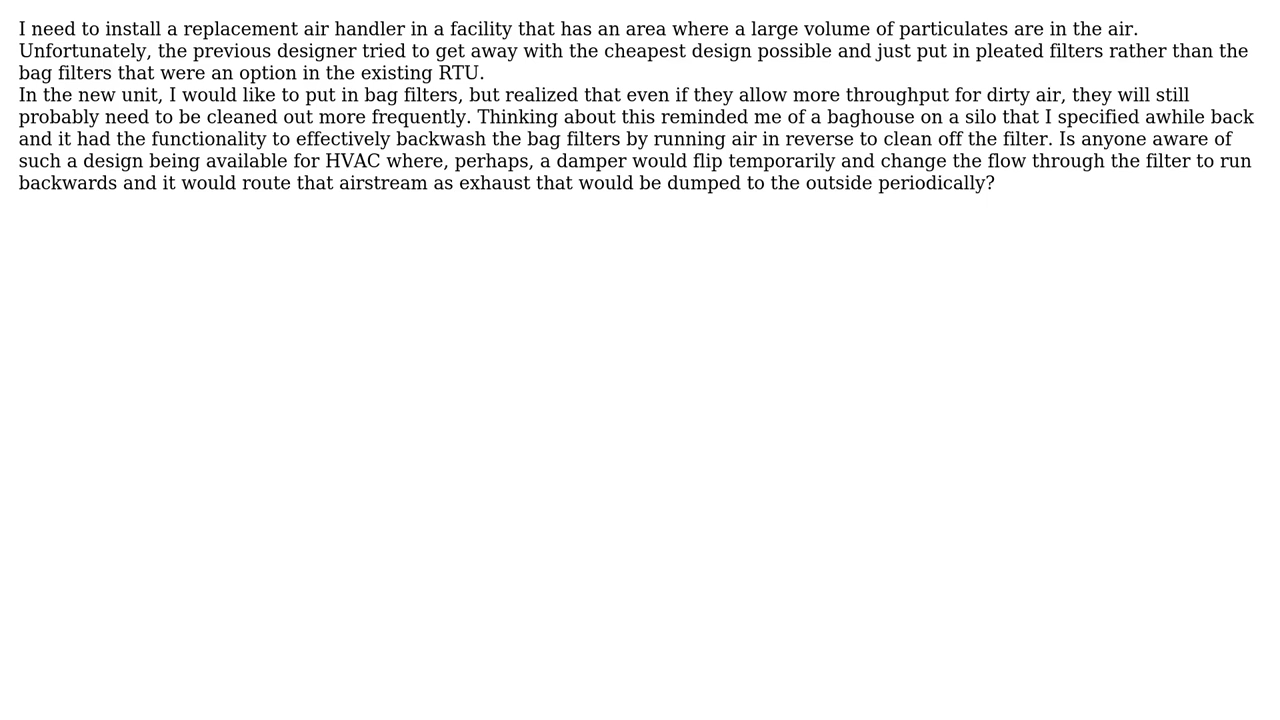 I need to install a replacement air handler in a facility that has an area where a large volume of particulates are in the air.
Unfortunately, the previous designer tried to get away with the cheapest design possible and just put in pleated filters rather than the
bag filters that were an option in the existing RTU.
In the new unit, I would like to put in bag filters, but realized that even if they allow more throughput for dirty air, they will still
probably need to be cleaned out more frequently. Thinking about this reminded me of a baghouse on a silo that I specified awhile back
and it had the functionality to effectively backwash the bag filters by running air in reverse to clean off the filter. Is anyone aware of
such a design being available for HVAC where, perhaps, a damper would flip temporarily and change the flow through the filter to run
backwards and it would route that airstream as exhaust that would be dumped to the outside periodically?